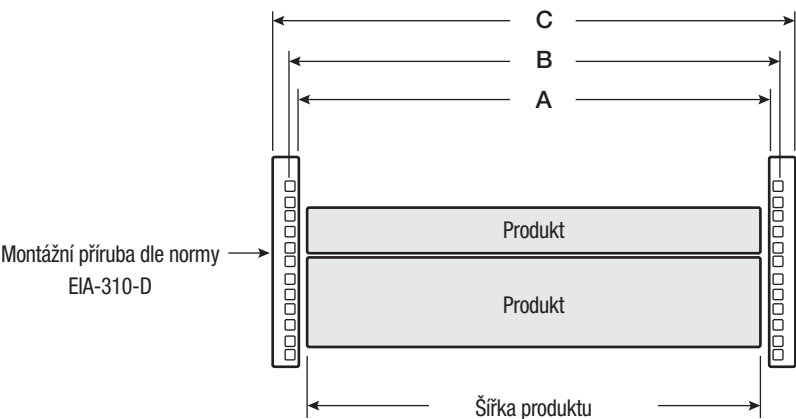 C
B
A
Produkt
Montážní příruba dle normy
EIA-310-D
Produkt
Šířka produktu